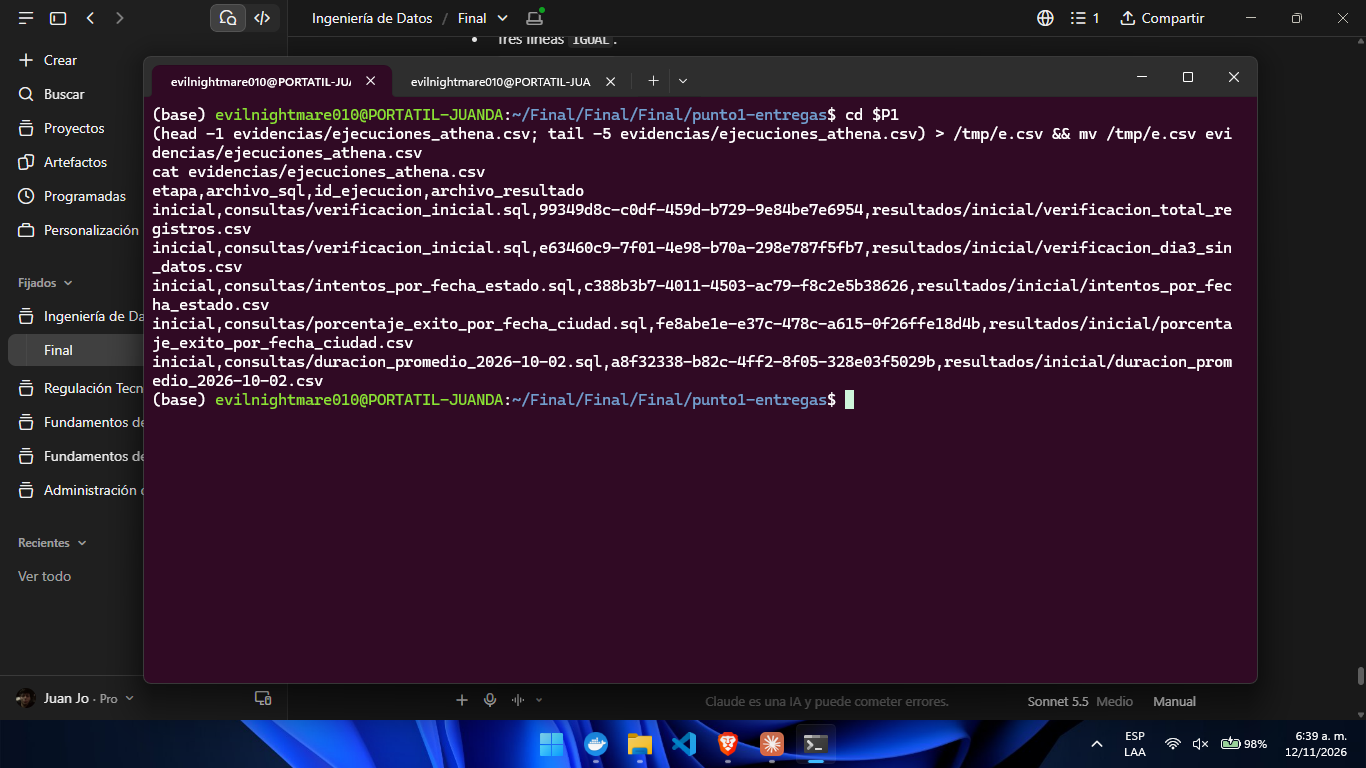 Ingeniería de Datos / Final
1
Compartir
Tres líneas IGUAL.
Crear
Buscar
Proyectos
Artefactos
Programadas
Personalización
Fijados
Ingeniería de Da
Final
Regulación Tecn
Fundamentos de
Fundamentos de
Administración
Recientes
Ver todo
Juan Jo · Pro
evilnightmare010@PORTATIL-JUA
evilnightmare010@PORTATIL-JUA
(base) evilnightmare010@PORTATIL-JUANDA:~/Final/Final/Final/punto1-entregas$ cd $P1
(head -1 evidencias/ejecuciones_athena.csv; tail -5 evidencias/ejecuciones_athena.csv) > /tmp/e.csv && mv /tmp/e.csv evi
dencias/ejecuciones_athena.csv
cat evidencias/ejecuciones_athena.csv
etapa,archivo_sql,id_ejecucion,archivo_resultado
inicial,consultas/verificacion_inicial.sql,99349d8c-c0df-459d-b729-9e84be7e6954,resultados/inicial/verificacion_total_re
gistros.csv
inicial,consultas/verificacion_inicial.sql,e63460c9-7f01-4e98-b70a-298e787f5fb7,resultados/inicial/verificacion_dia3_sin
_datos.csv
inicial,consultas/intentos_por_fecha_estado.sql,c388b3b7-4011-4503-ac79-f8c2e5b38626,resultados/inicial/intentos_por_fec
ha_estado.csv
inicial,consultas/porcentaje_exito_por_fecha_ciudad.sql,fe8abe1e-e37c-478c-a615-0f26ffe18d4b,resultados/inicial/porcenta
je_exito_por_fecha_ciudad.csv
inicial,consultas/duracion_promedio_2026-10-02.sql,a8f32338-b82c-4ff2-8f05-328e03f5029b,resultados/inicial/duracion_prom
edio_2026-10-02.csv
(base) evilnightmare010@PORTATIL-JUANDA:~/Final/Final/Final/punto1-entregas$
Claude es una IA y puede cometer errores.
Sonnet 5.5 Medio
Manual
ESP
LAA
98%
6:39 a. m.
12/11/2026